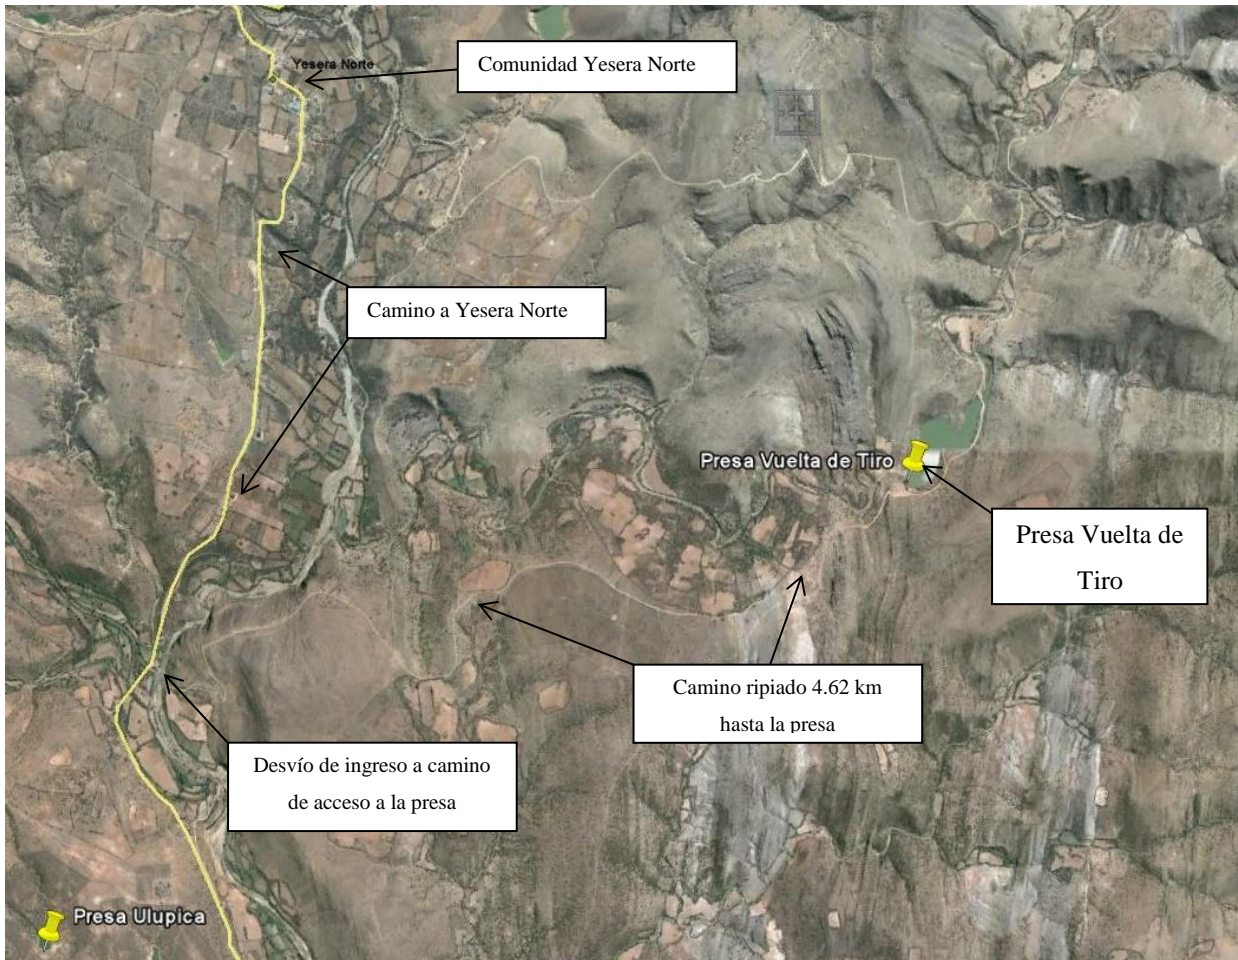 Comunidad Yesera Norte
Yesera Norte
Camino a Yesera Norte
Presa Vuelta de Tiro
Presa Vuelta de
Tiro
Camino ripiado 4.62 km
hasta la presa
Desvío de ingreso a camino
de acceso a la presa
Presa Ulupica